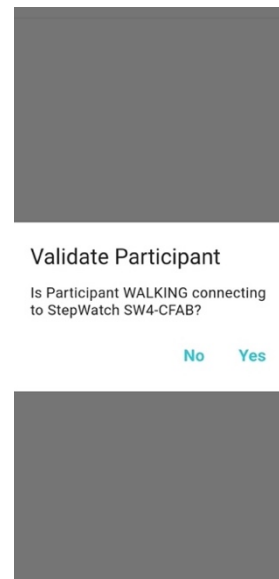 Validate Participant
Is Participant WALKING connecting
to StepWatch SW4-CFAB?
No Yes